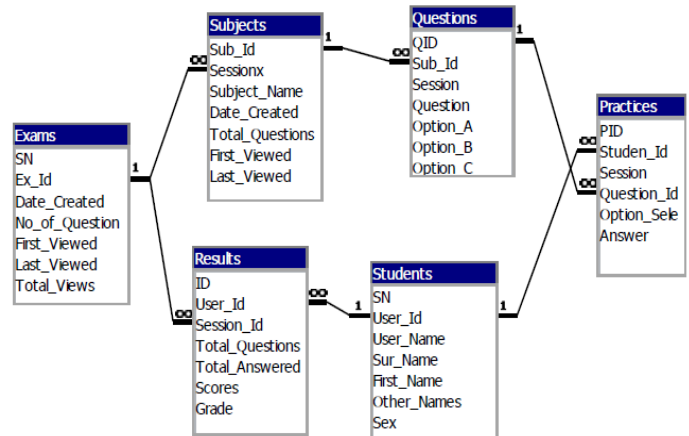 Subjects
Sub_Id
Sessionx
Subject_Name
Date_Created
Total_Questions
First_Viewed
Last_Viewed
1
∞
Questions
QID
Sub_Id
Session
Question
Option_A
Option_B
Option_C
1
∞
Practices
PID
Studen_Id
Session
Question_Id
Option_Sele
Answer
∞
∞
Exams
SN
Ex_Id
Date_Created
No_of_Question
First_Viewed
Last_Viewed
Total_Views
1
Results
ID
User_Id
Session_Id
Total_Questions
Total_Answered
Scores
Grade
∞
∞
Students
SN
User_Id
User_Name
Sur_Name
First_Name
Other_Names
Sex
1
1